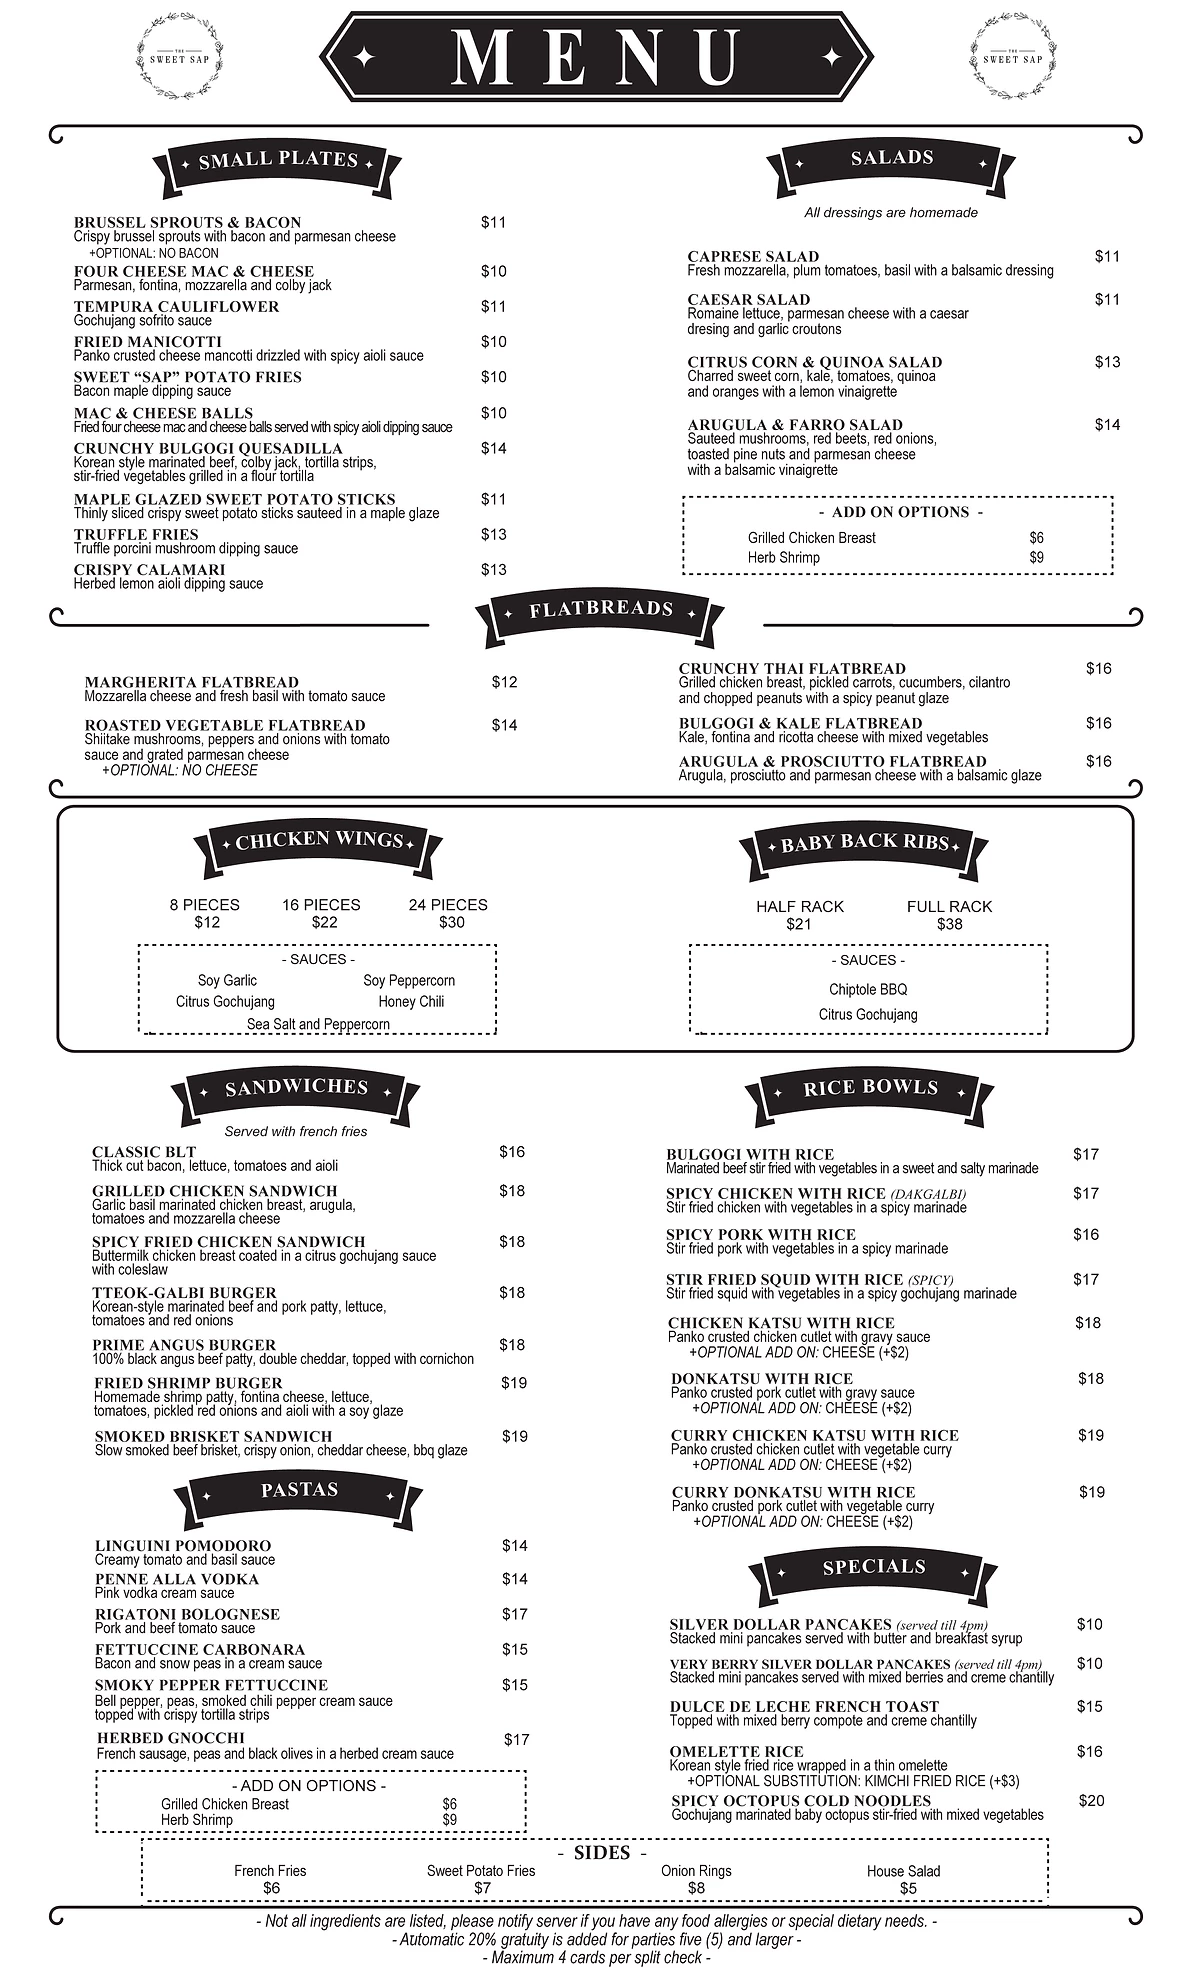 THE
SWEET SAP
MENU
THE
SWEET SAP
SMALL PLATES
BRUSSEL SPROUTS & BACON $11
Crispy brussel sprouts with bacon and parmesan cheese
+OPTIONAL: NO BACON
FOUR CHEESE MAC & CHEESE $10
Parmesan, fontina, mozzarella and colby jack
TEMPURA CAULIFLOWER $11
Gochujang sofrito sauce
FRIED MANICOTTI $10
Panko crusted cheese mancotti drizzled with spicy aioli sauce
SWEET “SAP” POTATO FRIES $10
Bacon maple dipping sauce
MAC & CHEESE BALLS $10
Fried four cheese mac and cheese balls served with spicy aioli dipping sauce
CRUNCHY BULGOGI QUESADILLA $14
Korean style marinated beef, colby jack, tortilla strips,
stir-fried vegetables grilled in a flour tortilla
MAPLE GLAZED SWEET POTATO STICKS $11
Thinly sliced crispy sweet potato sticks sauteed in a maple glaze
TRUFFLE FRIES $13
Truffle porcini mushroom dipping sauce
CRISPY CALAMARI $13
Herbed lemon aioli dipping sauce
SALADS
All dressings are homemade
CAPRESE SALAD $11
Fresh mozzarella, plum tomatoes, basil with a balsamic dressing
CAESAR SALAD $11
Romaine lettuce, parmesan cheese with a caesar
dresing and garlic croutons
CITRUS CORN & QUINOA SALAD $13
Charred sweet corn, kale, tomatoes, quinoa
and oranges with a lemon vinaigrette
ARUGULA & FARRO SALAD $14
Sauteed mushrooms, red beets, red onions,
toasted pine nuts and parmesan cheese
with a balsamic vinaigrette
- ADD ON OPTIONS -
Grilled Chicken Breast $6
Herb Shrimp $9
FLATBREADS
MARGHERITA FLATBREAD $12
Mozzarella cheese and fresh basil with tomato sauce
ROASTED VEGETABLE FLATBREAD $14
Shiitake mushrooms, peppers and onions with tomato
sauce and grated parmesan cheese
+OPTIONAL: NO CHEESE
CRUNCHY THAI FLATBREAD $16
Grilled chicken breast, pickled carrots, cucumbers, cilantro
and chopped peanuts with a spicy peanut glaze
BULGOGI & KALE FLATBREAD $16
Kale, fontina and ricotta cheese with mixed vegetables
ARUGULA & PROSCIUTTO FLATBREAD $16
Arugula, prosciutto and parmesan cheese with a balsamic glaze
CHICKEN WINGS
8 PIECES 16 PIECES 24 PIECES
$12 $22 $30
- SAUCES -
Soy Garlic Soy Peppercorn
Citrus Gochujang Honey Chili
Sea Salt and Peppercorn
BABY BACK RIBS
HALF RACK FULL RACK
$21 $38
- SAUCES -
Chiptole BBQ
Citrus Gochujang
SANDWICHES
Served with french fries
CLASSIC BLT $16
Thick cut bacon, lettuce, tomatoes and aioli
GRILLED CHICKEN SANDWICH $18
Garlic basil marinated chicken breast, arugula,
tomatoes and mozzarella cheese
SPICY FRIED CHICKEN SANDWICH $18
Buttermilk chicken breast coated in a citrus gochujang sauce
with coleslaw
TTEOK-GALBI BURGER $18
Korean-style marinated beef and pork patty, lettuce,
tomatoes and red onions
PRIME ANGUS BURGER $18
100% black angus beef patty, double cheddar, topped with cornichon
FRIED SHRIMP BURGER $19
Homemade shrimp patty, fontina cheese, lettuce,
tomatoes, pickled red onions and aioli with a soy glaze
SMOKED BRISKET SANDWICH $19
Slow smoked beef brisket, crispy onion, cheddar cheese, bbq glaze
PASTAS
LINGUINI POMODORO $14
Creamy tomato and basil sauce
PENNE ALLA VODKA $14
Pink vodka cream sauce
RIGATONI BOLOGNESE $17
Pork and beef tomato sauce
FETTUCCINE CARBONARA $15
Bacon and snow peas in a cream sauce
SMOKY PEPPER FETTUCCINE $15
Bell pepper, peas, smoked chili pepper cream sauce
topped with crispy tortilla strips
HERBED GNOCCHI $17
French sausage, peas and black olives in a herbed cream sauce
- ADD ON OPTIONS -
Grilled Chicken Breast $6
Herb Shrimp $9
RICE BOWLS
BULGOGI WITH RICE $17
Marinated beef stir fried with vegetables in a sweet and salty marinade
SPICY CHICKEN WITH RICE (DAKGALBI) $17
Stir fried chicken with vegetables in a spicy marinade
SPICY PORK WITH RICE $16
Stir fried pork with vegetables in a spicy marinade
STIR FRIED SQUID WITH RICE (SPICY) $17
Stir fried squid with vegetables in a spicy gochujang marinade
CHICKEN KATSU WITH RICE $18
Panko crusted chicken cutlet with gravy sauce
+OPTIONAL ADD ON: CHEESE (+$2)
DONKATSU WITH RICE $18
Panko crusted pork cutlet with gravy sauce
+OPTIONAL ADD ON: CHEESE (+$2)
CURRY CHICKEN KATSU WITH RICE $19
Panko crusted chicken cutlet with vegetable curry
+OPTIONAL ADD ON: CHEESE (+$2)
CURRY DONKATSU WITH RICE $19
Panko crusted pork cutlet with vegetable curry
+OPTIONAL ADD ON: CHEESE (+$2)
SPECIALS
SILVER DOLLAR PANCAKES (served till 4pm) $10
Stacked mini pancakes served with butter and breakfast syrup
VERY BERRY SILVER DOLLAR PANCAKES (served till 4pm) $10
Stacked mini pancakes served with mixed berries and creme chantilly
DULCE DE LECHE FRENCH TOAST $15
Topped with mixed berry compote and creme chantilly
OMELETTE RICE $16
Korean style fried rice wrapped in a thin omelette
+OPTIONAL SUBSTITUTION: KIMCHI FRIED RICE (+$3)
SPICY OCTOPUS COLD NOODLES $20
Gochujang marinated baby octopus stir-fried with mixed vegetables
- SIDES -
French Fries Sweet Potato Fries Onion Rings House Salad
$6 $7 $8 $5
- Not all ingredients are listed, please notify server if you have any food allergies or special dietary needs. -
- Automatic 20% gratuity is added for parties five (5) and larger -
- Maximum 4 cards per split check -